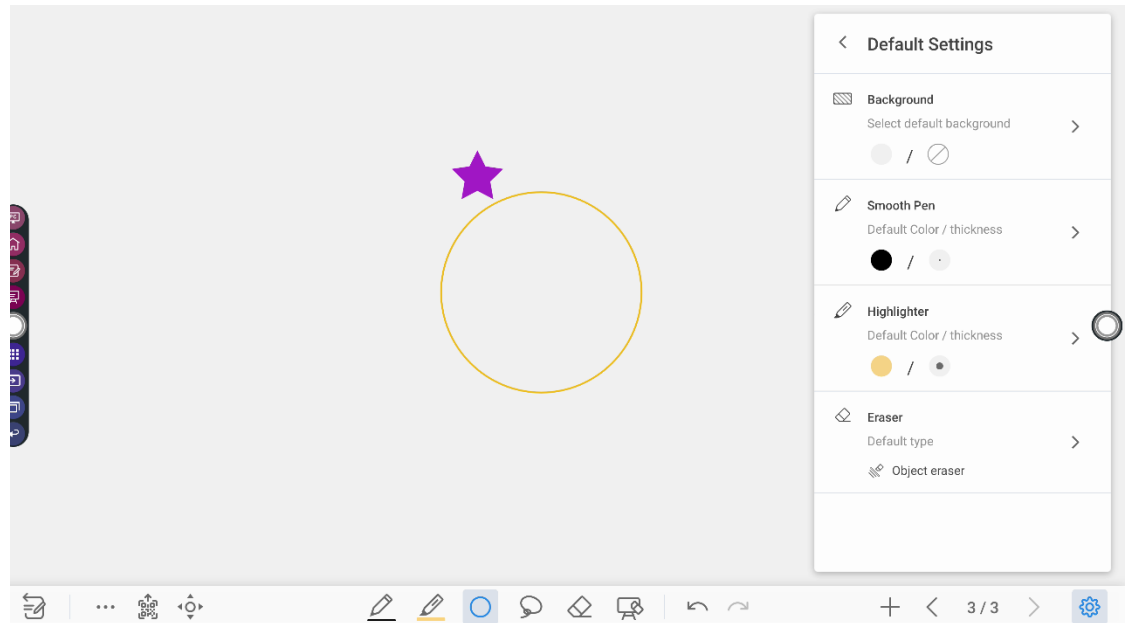 Default Settings
Background
Select default background
/
Smooth Pen
Default Color / thickness
/
Highlighter
Default Color / thickness
/
Eraser
Default type
Object eraser
3 / 3